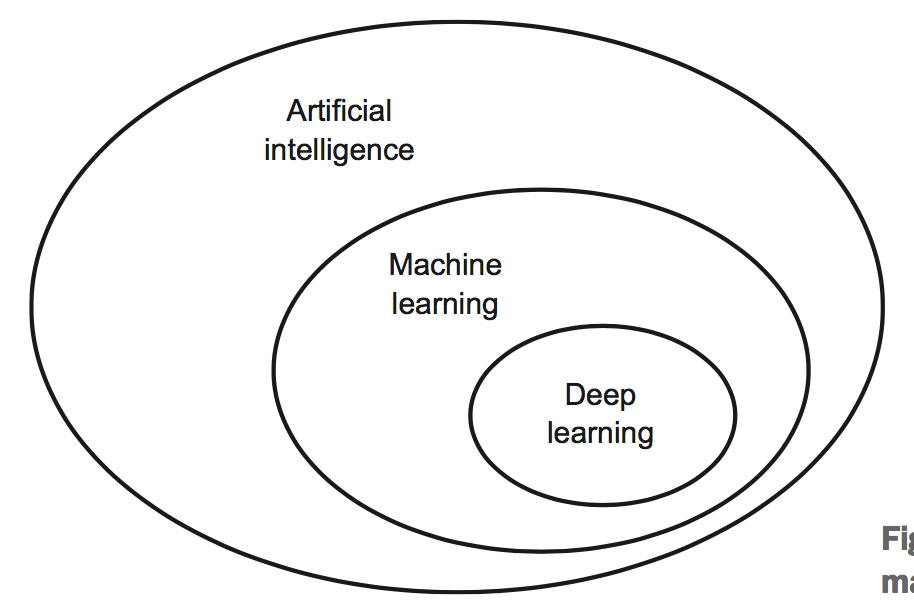 Artificial
intelligence
Machine
learning
Deep
learning